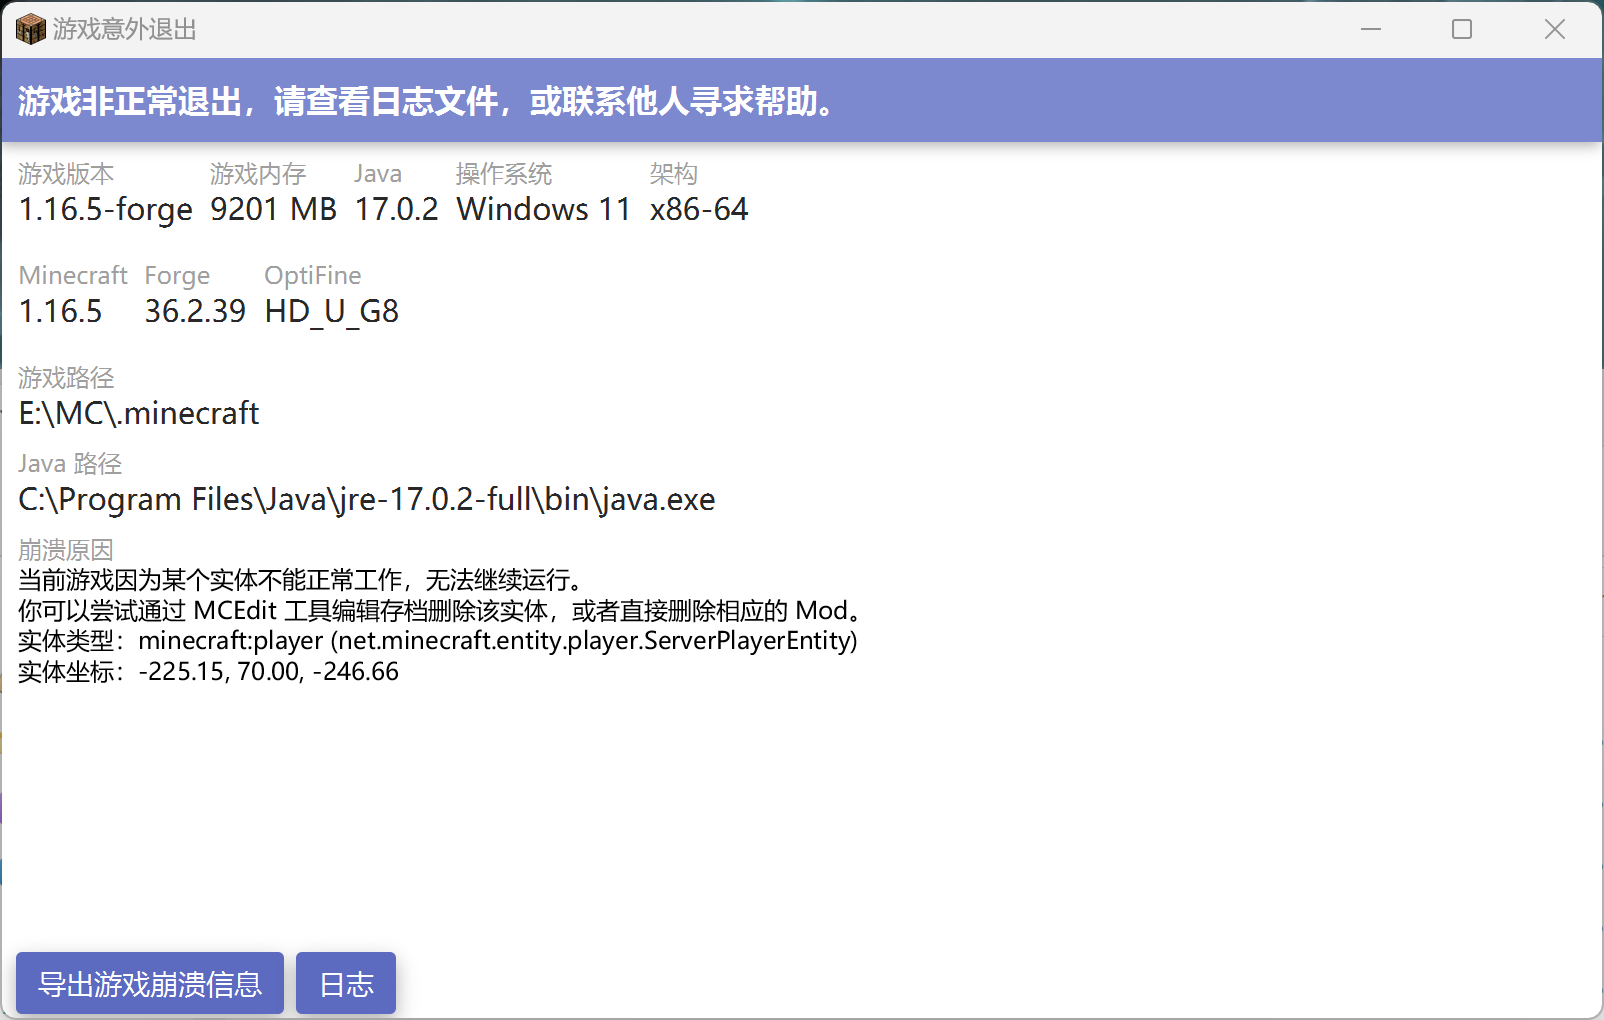 游戏意外退出
游戏非正常退出，请查看日志文件，或联系他人寻求帮助。
游戏版本 游戏内存 Java 操作系统 架构
1.16.5-forge 9201 MB 17.0.2 Windows 11 x86-64
Minecraft Forge OptiFine
1.16.5 36.2.39 HD_U_G8
游戏路径
E:\MC\.minecraft
Java 路径
C:\Program Files\Java\jre-17.0.2-full\bin\java.exe
崩溃原因
当前游戏因为某个实体不能正常工作，无法继续运行。
你可以尝试通过 MCEdit 工具编辑存档删除该实体，或者直接删除相应的 Mod。
实体类型：minecraft:player (net.minecraft.entity.player.ServerPlayerEntity)
实体坐标：-225.15, 70.00, -246.66
导出游戏崩溃信息 日志